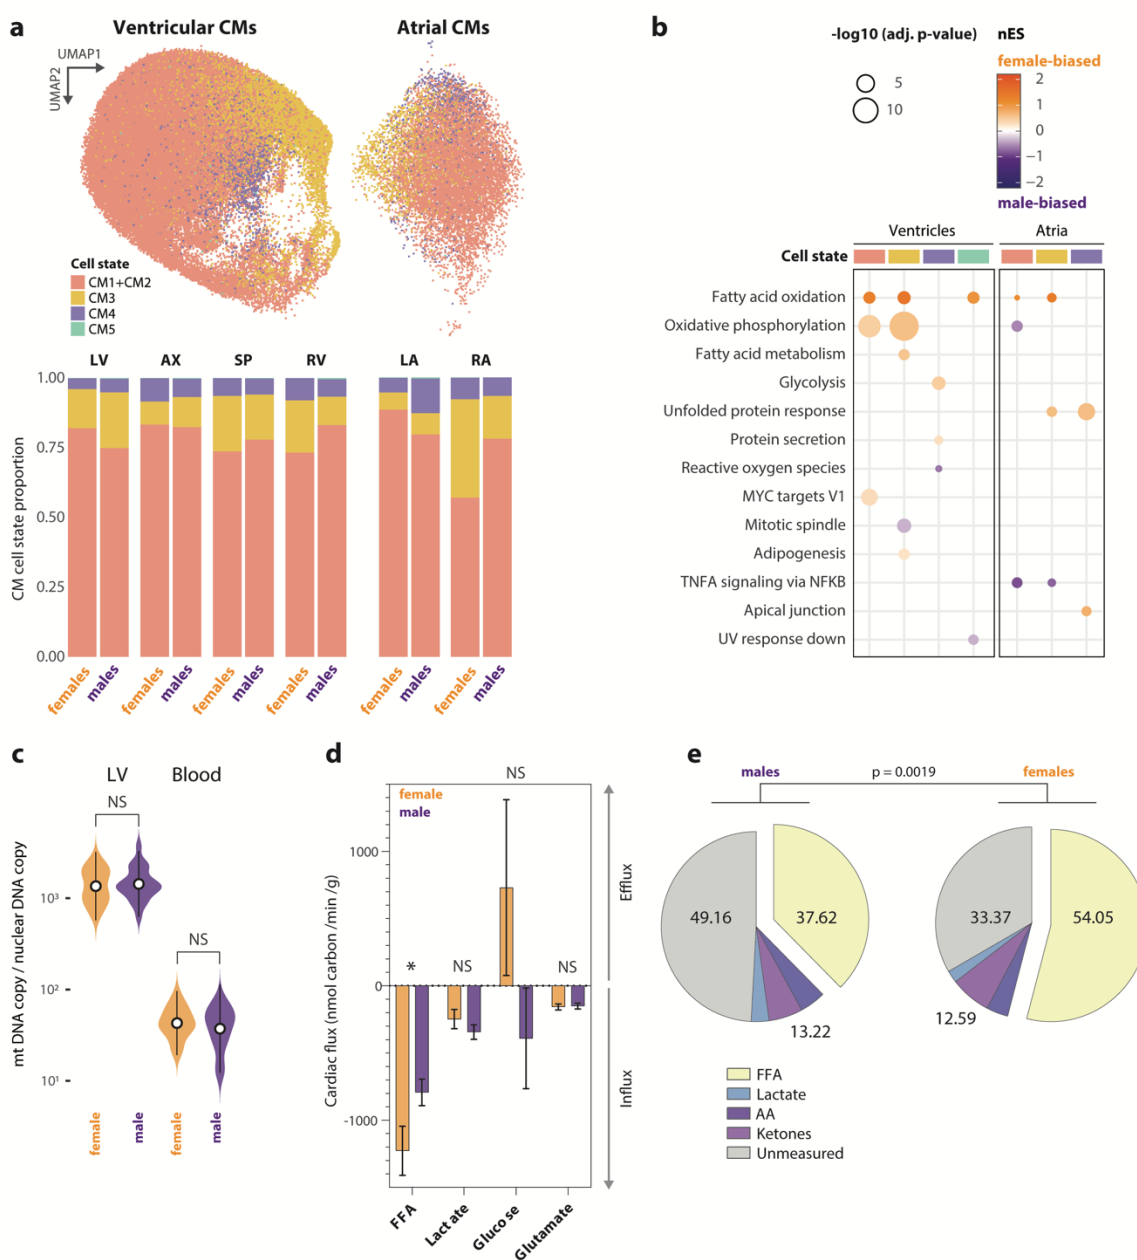 a
Ventricular CMs
Atrial CMs
UMAP1
UMAP2
Cell state
CM1+CM2
CM3
CM4
CM5
LV
AX
SP
RV
LA
RA
CM cell state proportion
1.00
0.75
0.50
0.25
0.00
females
males
females
males
females
males
females
males
females
males
females
males
b
-log10 (adj. p-value)
5
10
nES
female-biased
2
1
0
−1
−2
male-biased
Ventricles
Atria
Cell state
Fatty acid oxidation
Oxidative phosphorylation
Fatty acid metabolism
Glycolysis
Unfolded protein response
Protein secretion
Reactive oxygen species
MYC targets V1
Mitotic spindle
Adipogenesis
TNFA signaling via NFKB
Apical junction
UV response down
c
LV
Blood
NS
NS
mt DNA copy / nuclear DNA copy
10³
10²
10¹
female
male
female
male
d
NS
female
male
*
NS
NS
Cardiac flux (nmol carbon /min /g)
1000
0
-1000
Efflux
Influx
FFA
Lact ate
Gluco se
Glutamate
e
males
p = 0.0019
females
49.16
37.62
13.22
33.37
54.05
12.59
FFA
Lactate
AA
Ketones
Unmeasured